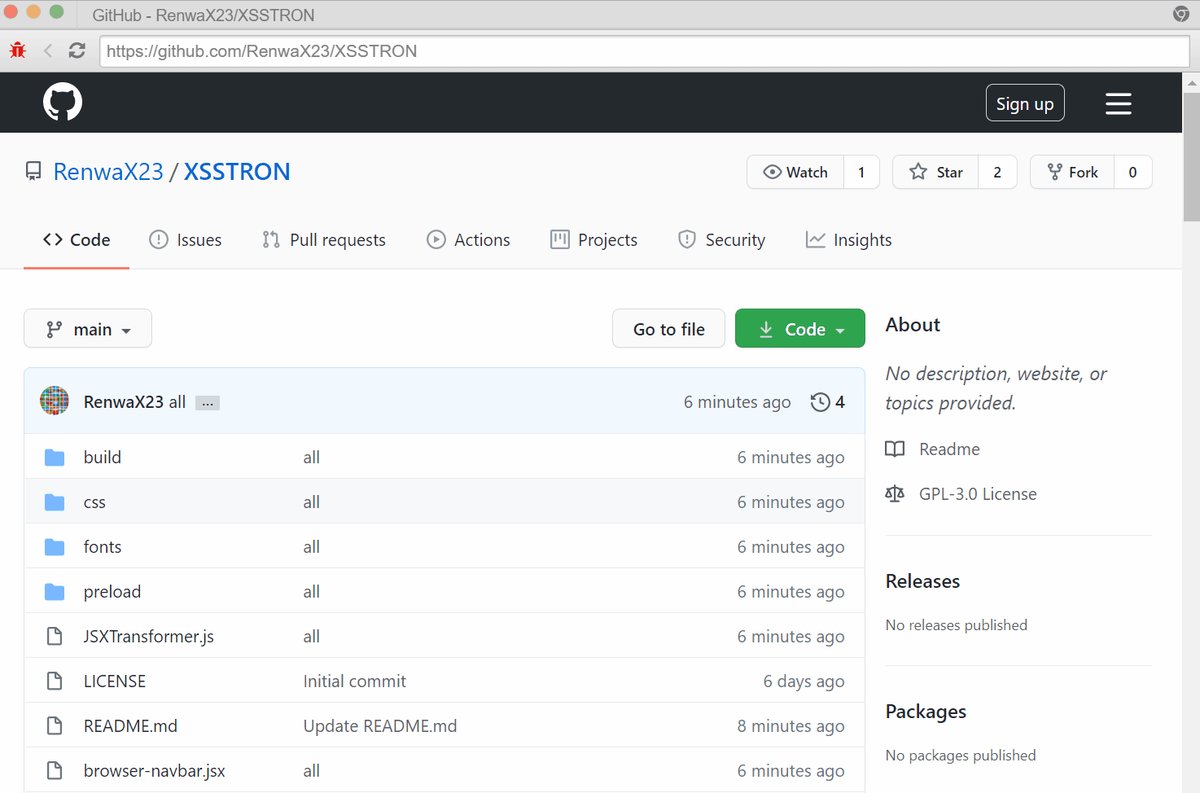 GitHub - RenwaX23/XSSTRON
https://github.com/RenwaX23/XSSTRON
Sign up
RenwaX23 / XSSTRON
Watch 1
Star 2
Fork 0
Code Issues Pull requests Actions Projects Security Insights
main
Go to file
Code
RenwaX23 all ... 6 minutes ago 4
build all 6 minutes ago
css all 6 minutes ago
fonts all 6 minutes ago
preload all 6 minutes ago
JSXTransformer.js all 6 minutes ago
LICENSE Initial commit 6 days ago
README.md Update README.md 8 minutes ago
browser-navbar.jsx all 6 minutes ago
About
No description, website, or
topics provided.
Readme
GPL-3.0 License
Releases
No releases published
Packages
No packages published